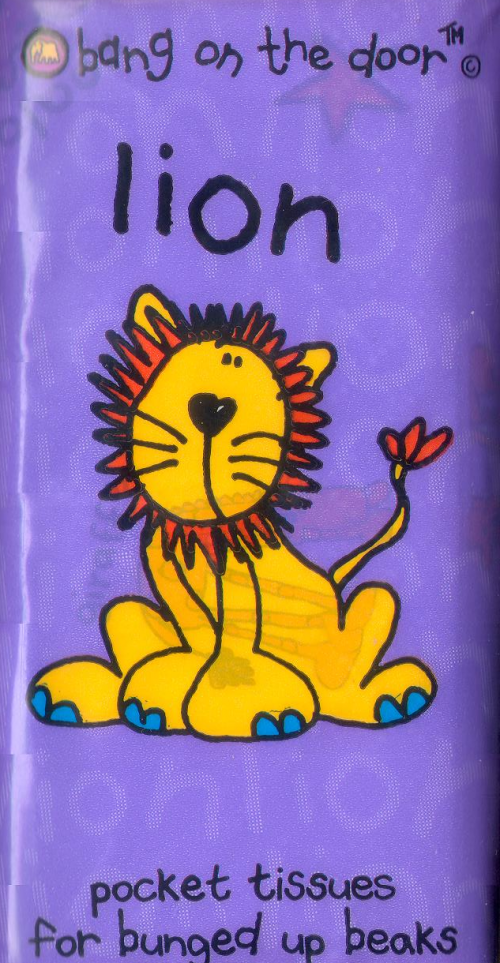 bang on the door™ ©
lion
pocket tissues
for bunged up beaks